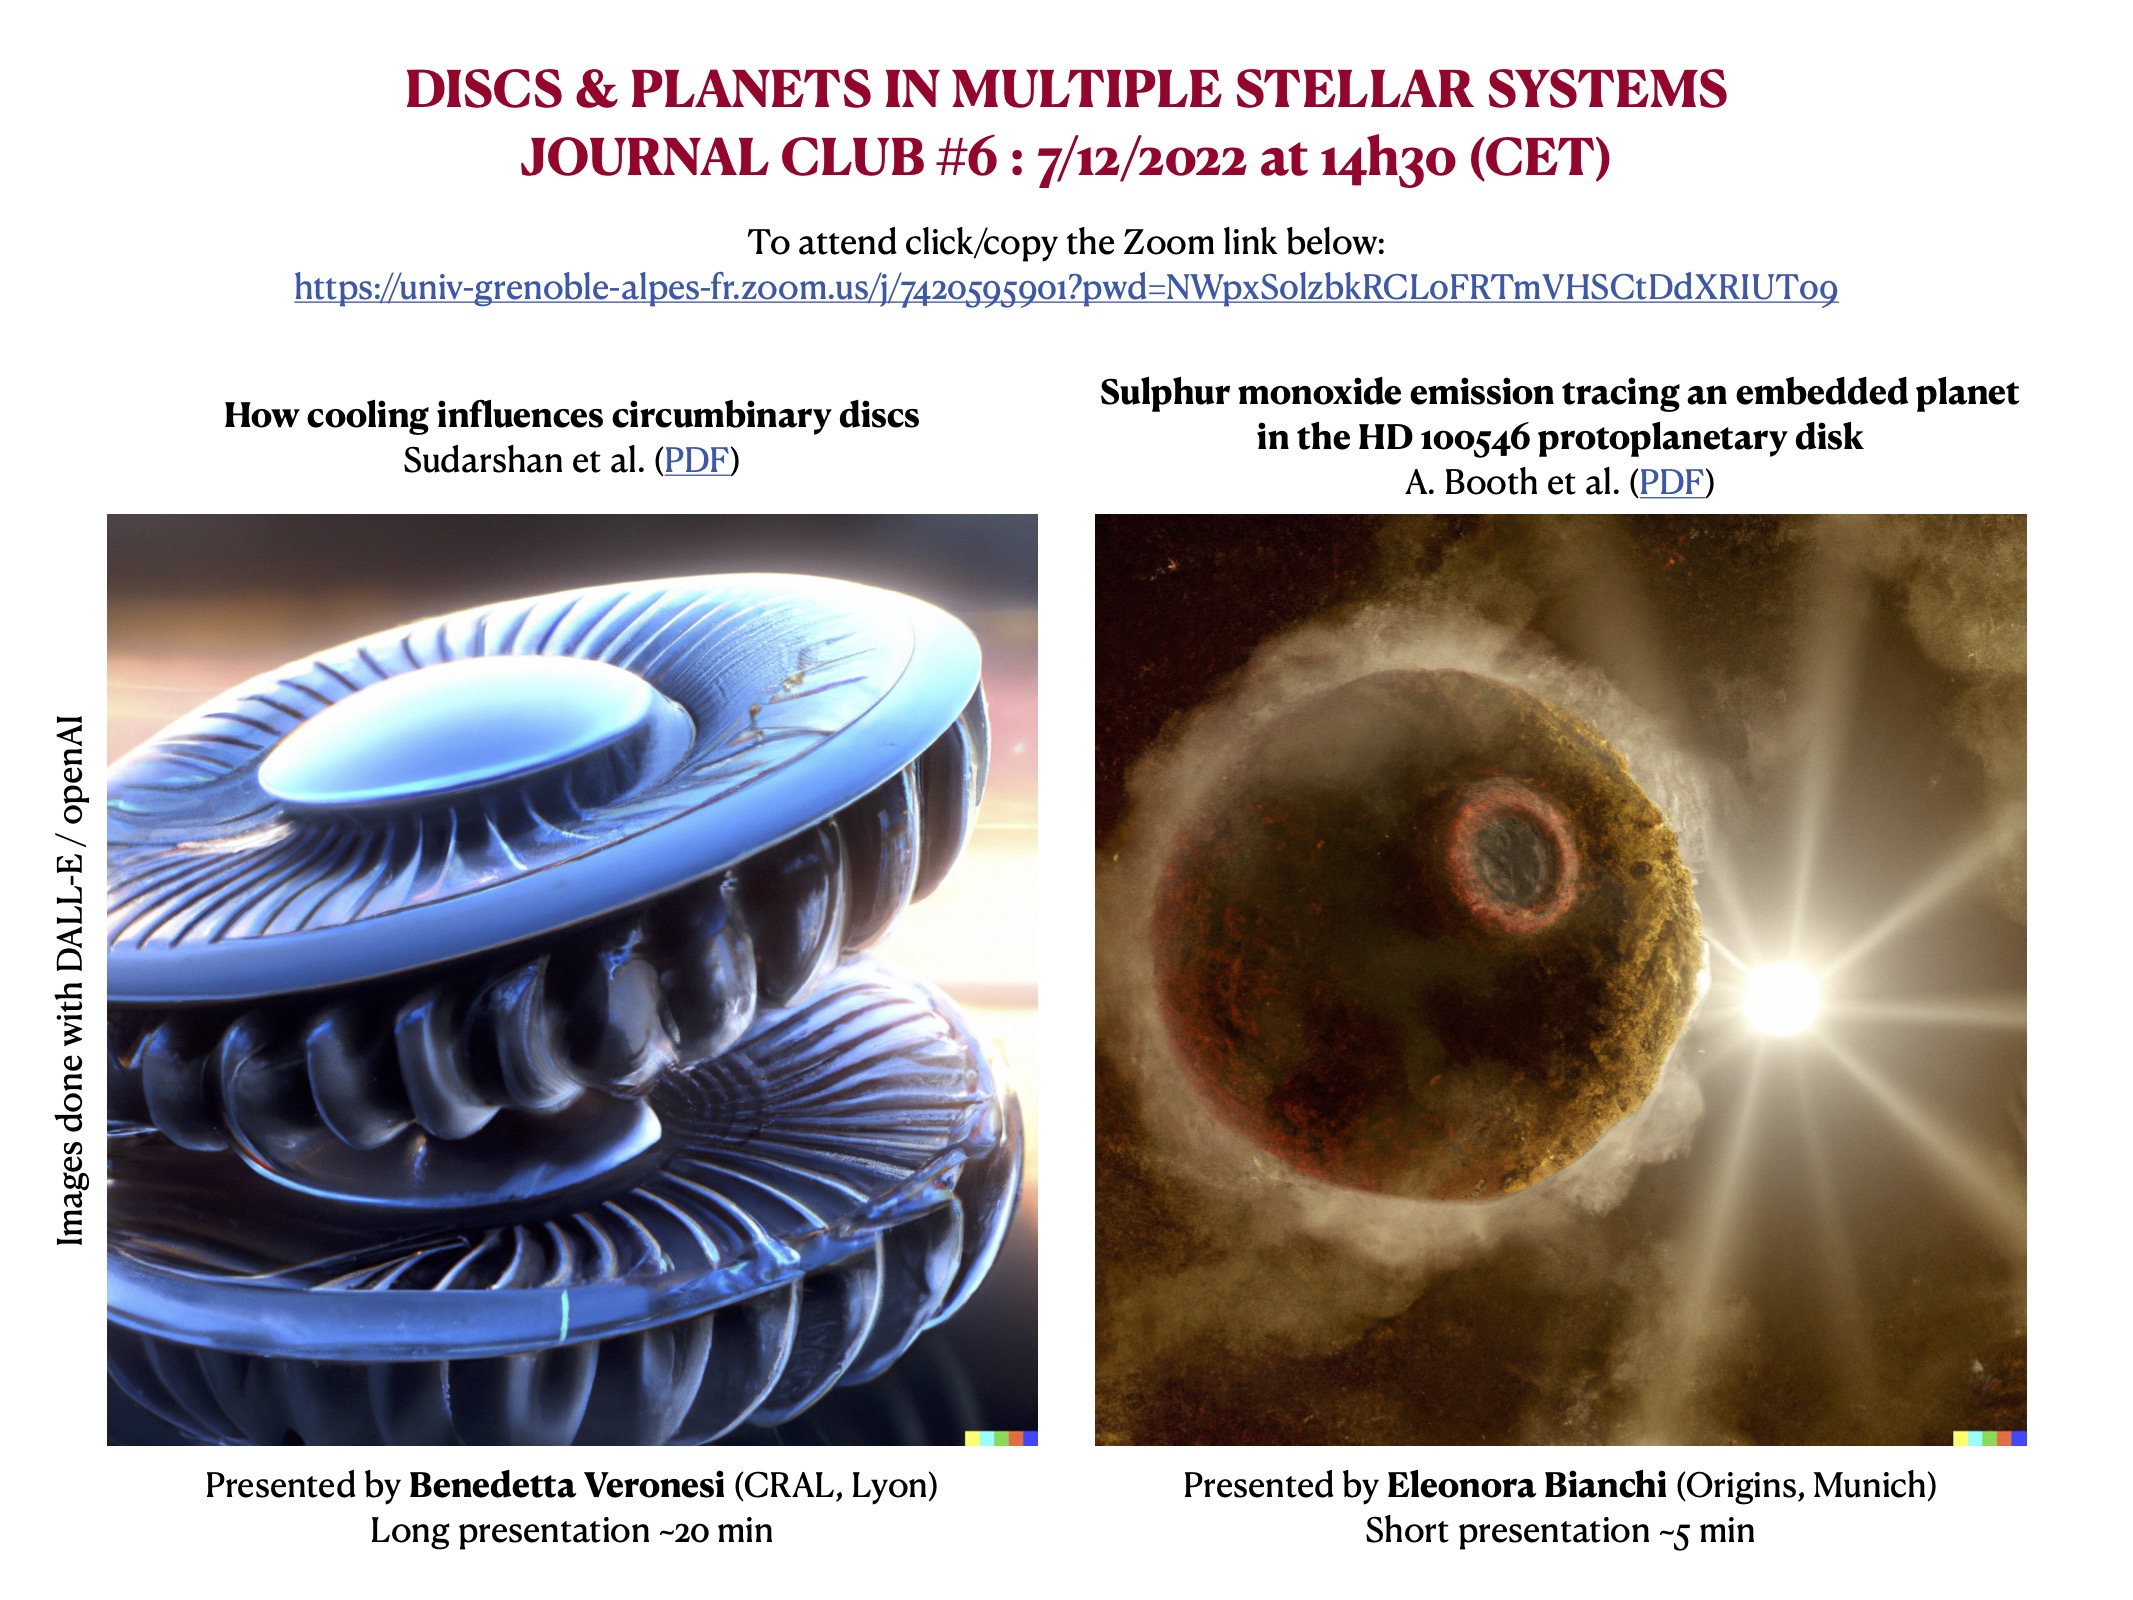 DISCS & PLANETS IN MULTIPLE STELLAR SYSTEMS
JOURNAL CLUB #6 : 7/12/2022 at 14h30 (CET)
To attend click/copy the Zoom link below:
https://univ-grenoble-alpes-fr.zoom.us/j/7420595901?pwd=NWpxS0lzbkRCL0FRTmVHSCtDdXRIUT09
How cooling influences circumbinary discs
Sudarshan et al. (PDF)
Sulphur monoxide emission tracing an embedded planet
in the HD 100546 protoplanetary disk
A. Booth et al. (PDF)
Images done with DALL-E / openAI
Presented by Benedetta Veronesi (CRAL, Lyon)
Long presentation ~20 min
Presented by Eleonora Bianchi (Origins, Munich)
Short presentation ~5 min